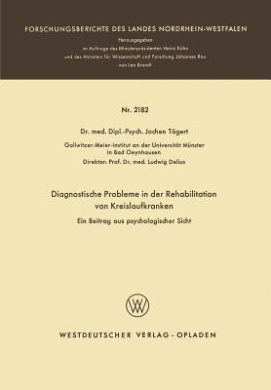 FORSCHUNGSBERICHTE DES LANDES NORDRHEIN-WESTFALEN
Herausgegeben
im Auftrage des Ministerpräsidenten Heinz Kühn
und des Ministers für Wissenschaft und Forschung Johannes Rau
von Leo Brandt
Nr. 2182
Dr. med. Dipl.-Psych. Jochen Tägert
Gollwitzer-Meier-Institut an der Universität Münster
in Bad Oeynhausen
Direktor: Prof. Dr. med. Ludwig Delius
Diagnostische Probleme in der Rehabilitation
von Kreislaufkranken
Ein Beitrag aus psychologischer Sicht
WESTDEUTSCHER VERLAG · OPLADEN